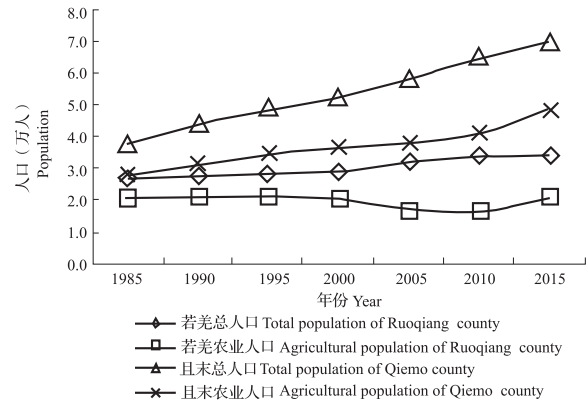 8.0
7.0
6.0
5.0
4.0
3.0
2.0
1.0
0.0
人口（万人）
Population
1985 1990 1995 2000 2005 2010 2015
年份 Year
若羌总人口 Total population of Ruoqiang county
若羌农业人口 Agricultural population of Ruoqiang county
且末总人口 Total population of Qiemo county
且末农业人口 Agricultural population of Qiemo county